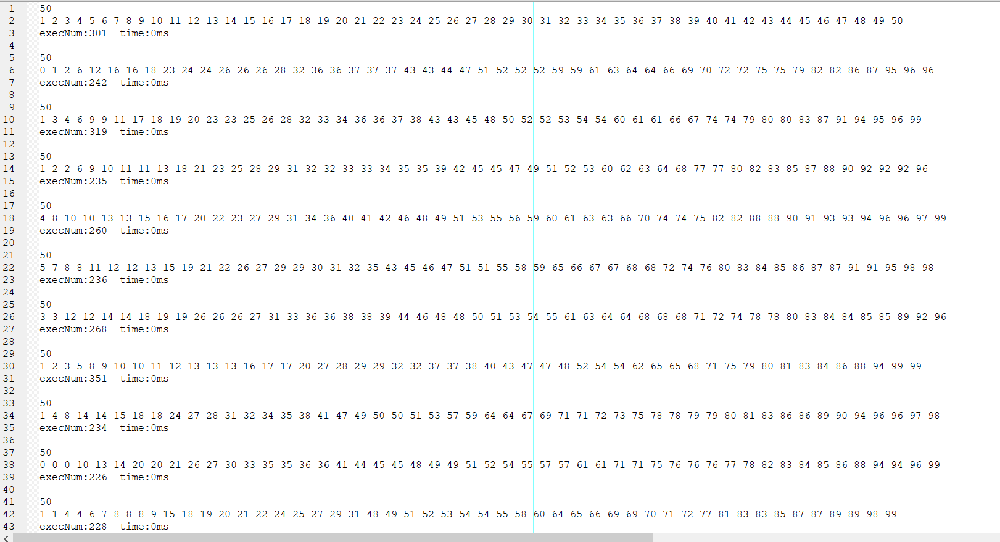 1 50
2 1 2 3 4 5 6 7 8 9 10 11 12 13 14 15 16 17 18 19 20 21 22 23 24 25 26 27 28 29 30 31 32 33 34 35 36 37 38 39 40 41 42 43 44 45 46 47 48 49 50
3 execNum:301  time:0ms
4
5 50
6 0 1 2 6 12 16 16 18 23 24 24 26 26 26 28 32 36 36 37 37 37 43 43 44 47 51 52 52 52 59 59 61 63 64 64 66 69 70 72 72 75 75 79 82 82 86 87 95 96 96
7 execNum:242  time:0ms
8
9 50
10 1 3 4 6 9 9 11 17 18 19 20 23 23 25 26 28 32 33 34 36 36 37 38 43 43 45 48 50 52 52 53 54 54 60 61 61 66 67 74 74 79 80 80 83 87 91 94 95 96 99
11 execNum:319  time:0ms
12
13 50
14 1 2 2 6 9 10 11 11 13 18 21 23 25 28 29 31 32 32 33 33 34 35 35 39 42 45 45 47 49 51 52 53 60 62 63 64 68 77 77 80 82 83 85 87 88 90 92 92 92 96
15 execNum:235  time:0ms
16
17 50
18 4 8 10 10 13 13 15 16 17 20 22 23 27 29 31 34 36 40 41 42 46 48 49 51 53 55 56 59 60 61 63 63 66 70 74 74 75 82 82 88 88 90 91 93 93 94 96 96 97 99
19 execNum:260  time:0ms
20
21 50
22 5 7 8 8 11 12 12 13 15 19 21 22 26 27 29 29 30 31 32 35 43 45 46 47 51 51 55 58 59 65 66 67 67 68 68 72 74 76 80 83 84 85 86 87 87 91 91 95 98 98
23 execNum:236  time:0ms
24
25 50
26 3 3 12 12 14 14 18 19 19 26 26 26 27 31 33 36 36 38 38 39 44 46 48 48 50 51 53 54 55 61 63 64 64 68 68 68 71 72 74 78 78 80 83 84 84 85 85 89 92 96
27 execNum:268  time:0ms
28
29 50
30 1 2 3 5 8 9 10 10 11 12 13 13 13 16 17 17 20 27 28 29 29 32 32 37 37 38 40 43 47 47 48 52 54 54 62 65 65 68 71 75 79 80 81 83 84 86 88 94 99 99
31 execNum:351  time:0ms
32
33 50
34 1 4 8 14 14 15 18 18 24 27 28 31 32 34 35 38 41 47 49 50 50 51 53 57 59 64 64 67 69 71 71 72 73 75 78 78 79 79 80 81 83 86 86 89 90 94 96 96 97 98
35 execNum:234  time:0ms
36
37 50
38 0 0 0 10 13 14 20 20 21 26 27 30 33 35 35 36 36 41 44 45 45 48 49 49 51 52 54 55 57 57 61 61 71 71 75 76 76 76 77 78 82 83 84 85 86 88 94 94 96 99
39 execNum:226  time:0ms
40
41 50
42 1 1 4 4 6 7 8 8 8 9 15 18 19 20 21 22 24 25 27 29 31 48 49 51 52 53 54 54 55 58 60 64 65 66 69 69 70 71 72 77 81 83 83 85 87 87 89 89 98 99
43 execNum:228  time:0ms